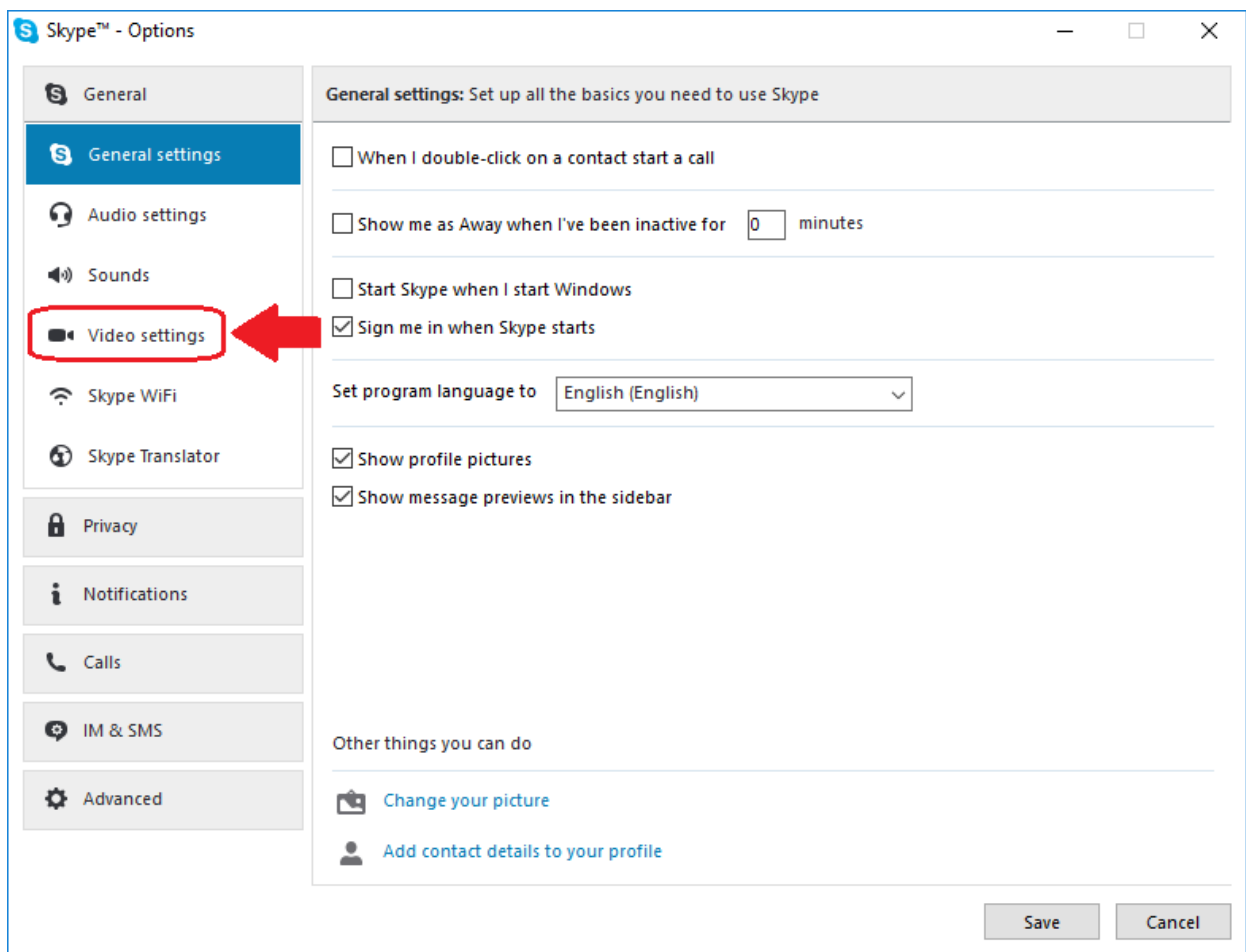 Skype™ - Options
General
General settings
Audio settings
Sounds
Video settings
Skype WiFi
Skype Translator
Privacy
Notifications
Calls
IM & SMS
Advanced
General settings: Set up all the basics you need to use Skype
When I double-click on a contact start a call
Show me as Away when I've been inactive for 0 minutes
Start Skype when I start Windows
Sign me in when Skype starts
Set program language to English (English)
Show profile pictures
Show message previews in the sidebar
Other things you can do
Change your picture
Add contact details to your profile
Save Cancel